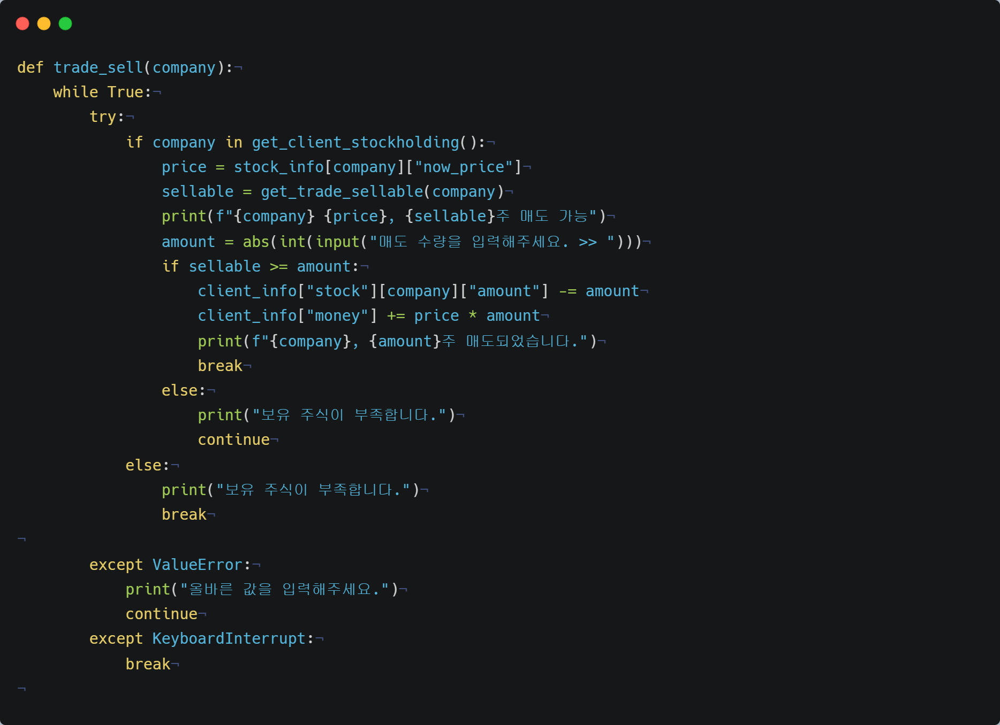 def trade_sell(company):¬
    while True:¬
        try:¬
            if company in get_client_stockholding():¬
                price = stock_info[company]["now_price"]¬
                sellable = get_trade_sellable(company)¬
                print(f"{company} {price}, {sellable}주 매도 가능")¬
                amount = abs(int(input("매도 수량을 입력해주세요. >> ")))¬
                if sellable >= amount:¬
                    client_info["stock"][company]["amount"] -= amount¬
                    client_info["money"] += price * amount¬
                    print(f"{company}, {amount}주 매도되었습니다.")¬
                    break¬
                else:¬
                    print("보유 주식이 부족합니다.")¬
                    continue¬
            else:¬
                print("보유 주식이 부족합니다.")¬
                break¬
¬
        except ValueError:¬
            print("올바른 값을 입력해주세요.")¬
            continue¬
        except KeyboardInterrupt:¬
            break¬
¬